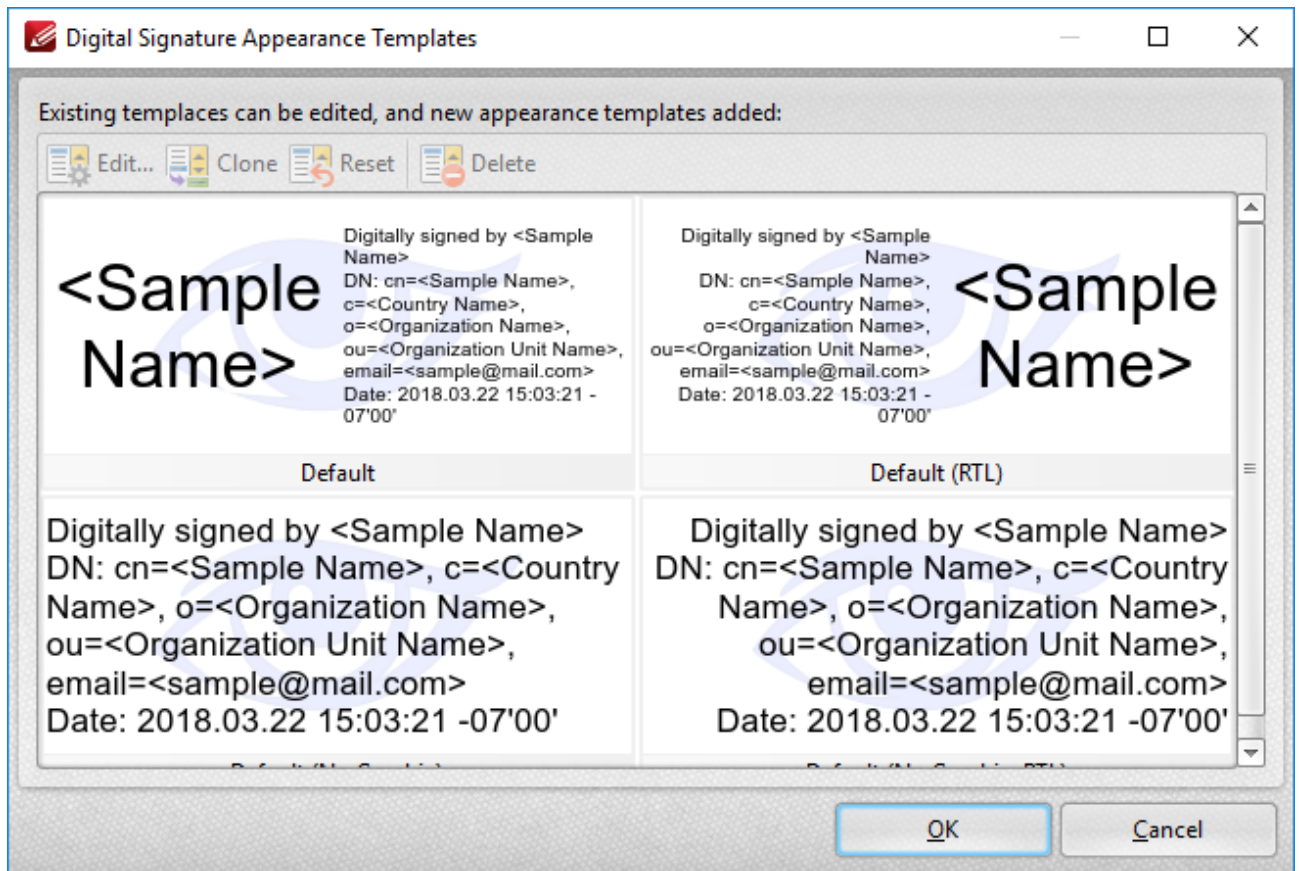 Digital Signature Appearance Templates
Existing templaces can be edited, and new appearance templates added:
Edit... Clone Reset Delete
<Sample
Name>
Digitally signed by <Sample
Name>
DN: cn=<Sample Name>,
c=<Country Name>,
o=<Organization Name>,
ou=<Organization Unit Name>,
email=<sample@mail.com>
Date: 2018.03.22 15:03:21 -
07'00'
Default
Digitally signed by <Sample
Name>
DN: cn=<Sample Name>,
c=<Country Name>,
o=<Organization Name>,
ou=<Organization Unit Name>,
email=<sample@mail.com>
Date: 2018.03.22 15:03:21 -
07'00'
<Sample
Name>
Default (RTL)
Digitally signed by <Sample Name>
DN: cn=<Sample Name>, c=<Country
Name>, o=<Organization Name>,
ou=<Organization Unit Name>,
email=<sample@mail.com>
Date: 2018.03.22 15:03:21 -07'00'
Digitally signed by <Sample Name>
DN: cn=<Sample Name>, c=<Country
Name>, o=<Organization Name>,
ou=<Organization Unit Name>,
email=<sample@mail.com>
Date: 2018.03.22 15:03:21 -07'00'
OK
Cancel